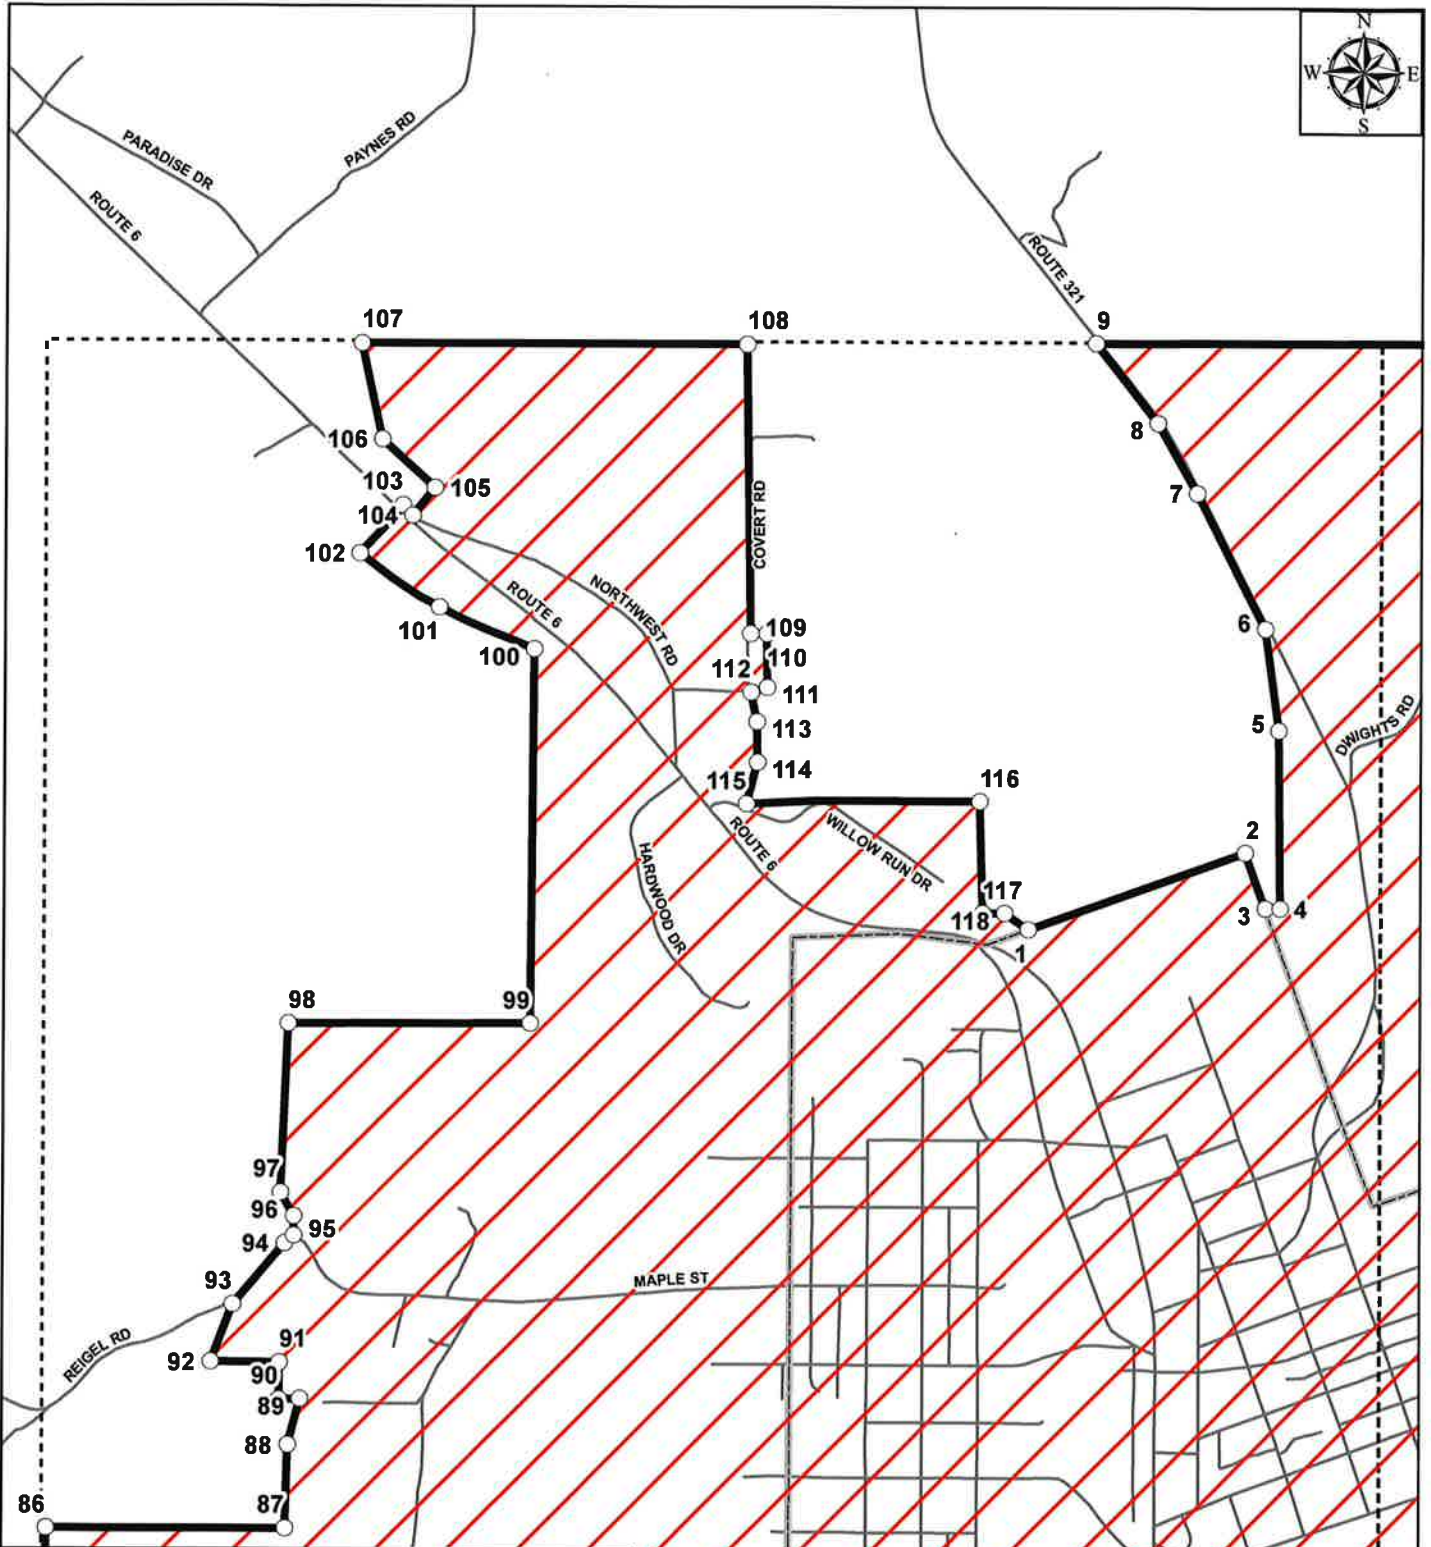 N
W E
S
PARADISE DR
PAYNES RD
ROUTE 6
ROUTE 321
107
108
9
106
8
103
105
7
104
COVERT RD
102
NORTHWEST RD
ROUTE 6
101
109
6
100
110
112
111
113
5
DWIGHTS RD
114
115
116
WILLOW RUN DR
ROUTE 6
HARDWOOD DR
2
117
118
3
4
1
98
99
97
96
95
94
93
MAPLE ST
REIGEL RD
91
92
90
89
88
86
87